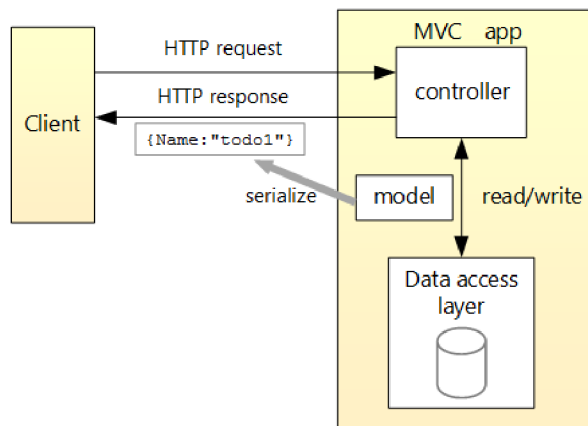 MVC app
HTTP request
controller
HTTP response
Client
{Name:"todo1"}
serialize
model
read/write
Data access
layer